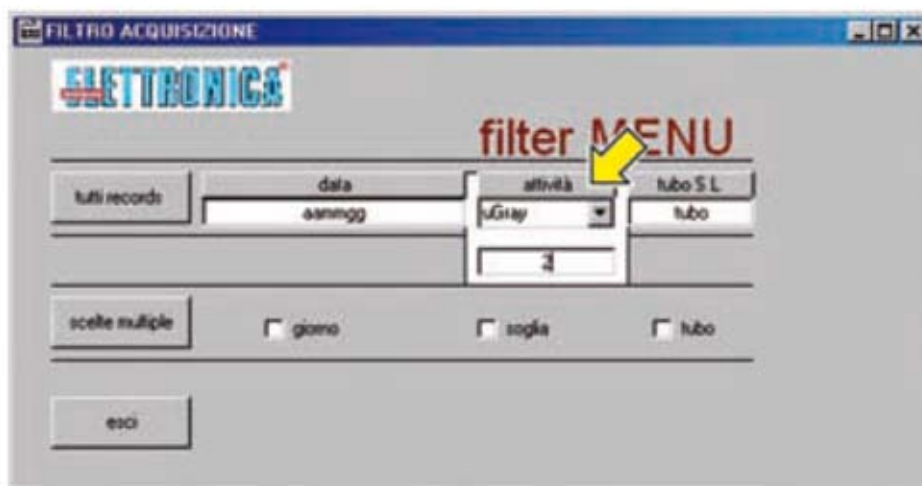 FILTRO ACQUISIZIONE
ELETTRONICA
filter MENU
tutti records
data
attività
tubo S L
aammgg
uGray
tubo
2
scelte multiple
giorno
soglia
tubo
esci